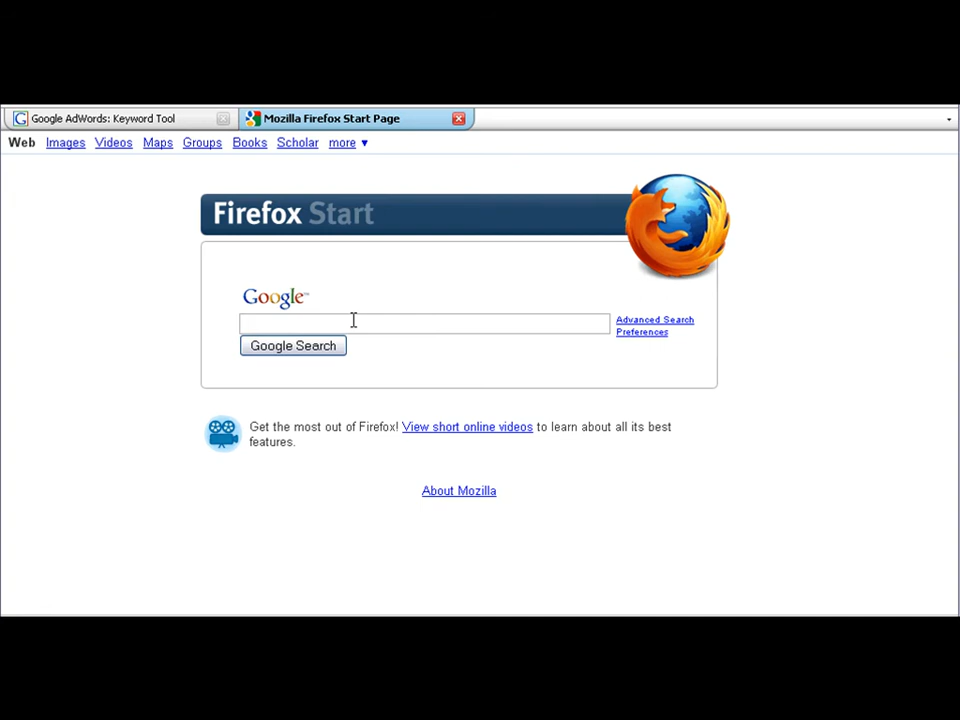 Google AdWords: Keyword Tool
Mozilla Firefox Start Page
Web Images Videos Maps Groups Books Scholar more ▼
Firefox Start
Google™
Advanced Search
Preferences
Google Search
Get the most out of Firefox! View short online videos to learn about all its best
features.
About Mozilla